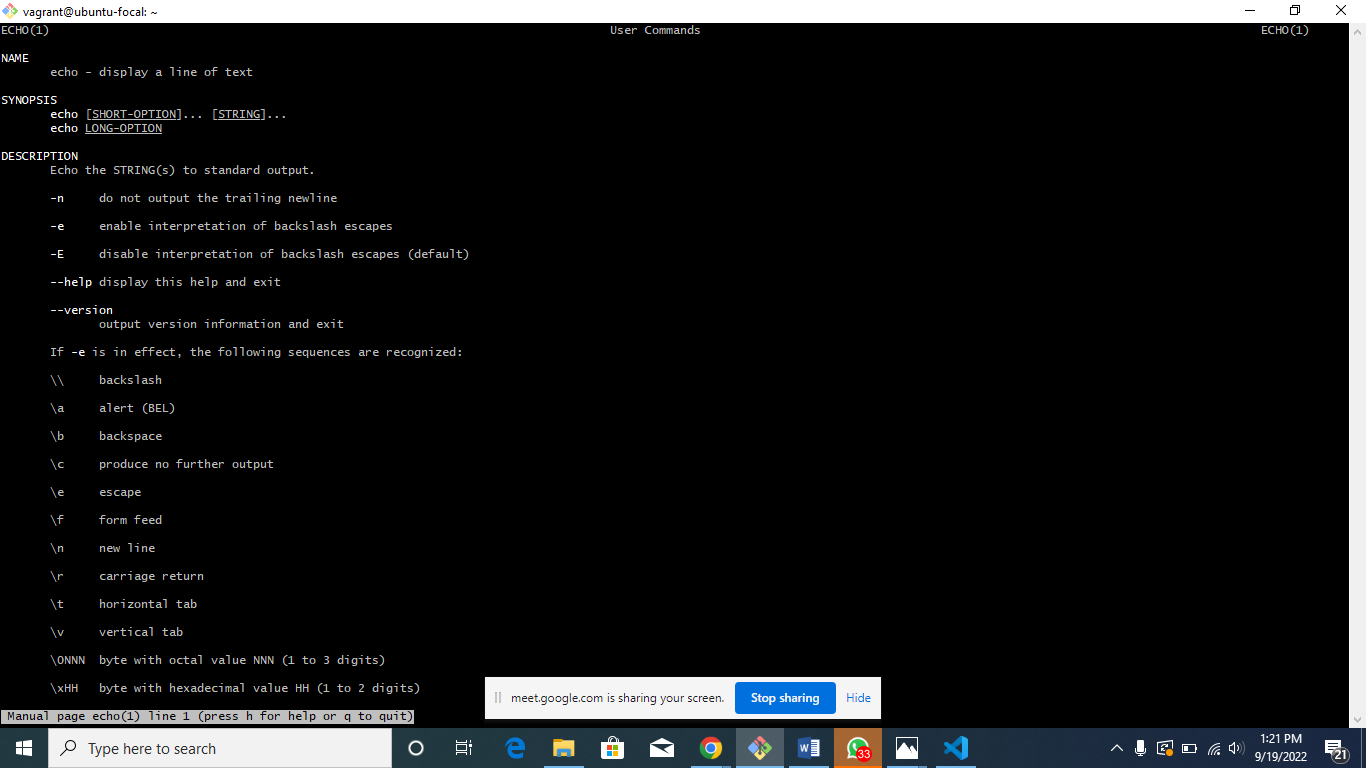 vagrant@ubuntu-focal: ~
ECHO(1) User Commands ECHO(1)
NAME
echo - display a line of text
SYNOPSIS
echo [SHORT-OPTION]... [STRING]...
echo LONG-OPTION
DESCRIPTION
Echo the STRING(s) to standard output.
-n do not output the trailing newline
-e enable interpretation of backslash escapes
-E disable interpretation of backslash escapes (default)
--help display this help and exit
--version
output version information and exit
If -e is in effect, the following sequences are recognized:
\\ backslash
\a alert (BEL)
\b backspace
\c produce no further output
\e escape
\f form feed
\n new line
\r carriage return
\t horizontal tab
\v vertical tab
\0NNN byte with octal value NNN (1 to 3 digits)
\xHH byte with hexadecimal value HH (1 to 2 digits)
meet.google.com is sharing your screen. Stop sharing Hide
Manual page echo(1) line 1 (press h for help or q to quit)
Type here to search
33
1:21 PM
9/19/2022
21